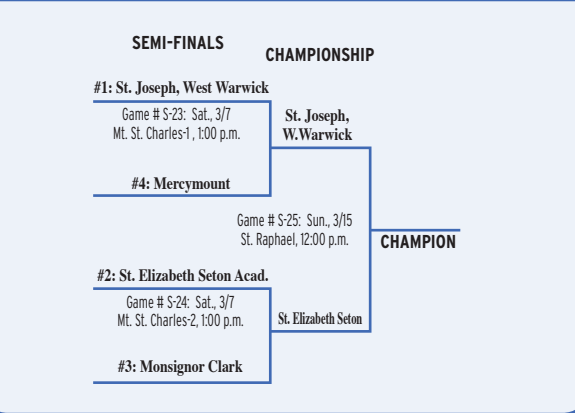 SEMI-FINALS
CHAMPIONSHIP
#1: St. Joseph, West Warwick
Game # S-23: Sat., 3/7
Mt. St. Charles-1 , 1:00 p.m.
St. Joseph,
W.Warwick
#4: Mercymount
Game # S-25: Sun., 3/15
St. Raphael, 12:00 p.m.
CHAMPION
#2: St. Elizabeth Seton Acad.
Game # S-24: Sat., 3/7
Mt. St. Charles-2, 1:00 p.m.
St. Elizabeth Seton
#3: Monsignor Clark